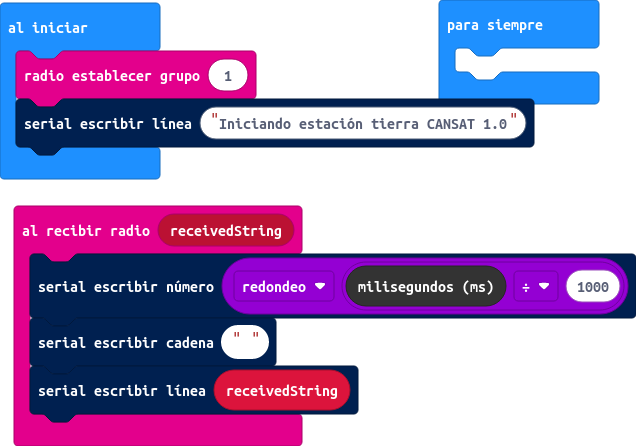 al iniciar
radio establecer grupo 1
serial escribir línea "Iniciando estación tierra CANSAT 1.0"
para siempre
al recibir radio receivedString
serial escribir número redondeo milisegundos (ms) ÷ 1000
serial escribir cadena " "
serial escribir línea receivedString